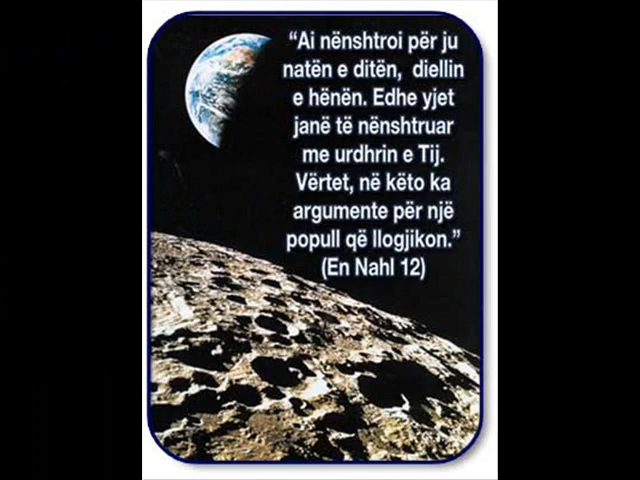 “Ai nënshtroi për ju
natën e ditën, diellin
e hënën. Edhe yjet
janë të nënshtruar
me urdhrin e Tij.
Vërtet, në këto ka
argumente për një
popull që llogjikon.”
(En Nahl 12)